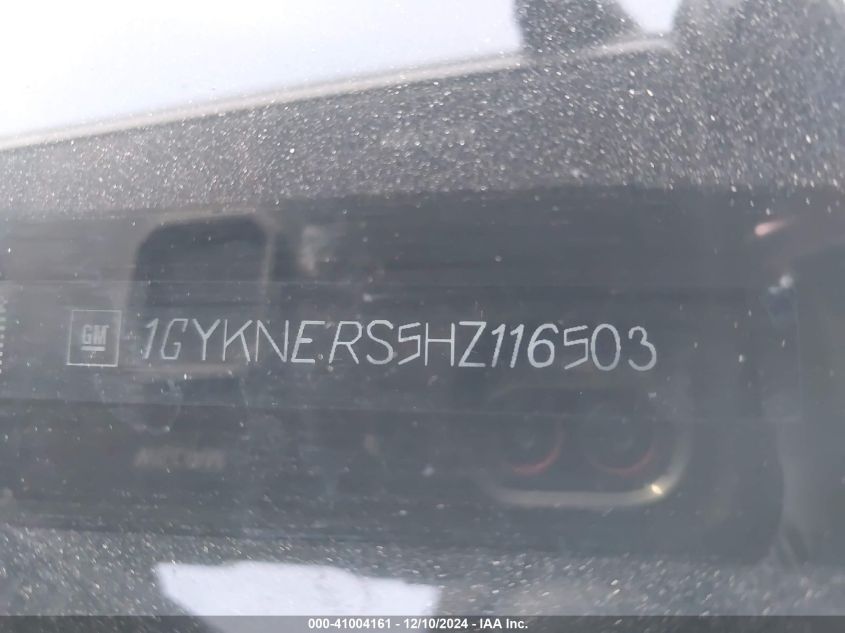 GM 1GYKNERS5HZ116503
000-41004161 - 12/10/2024 - IAA Inc.